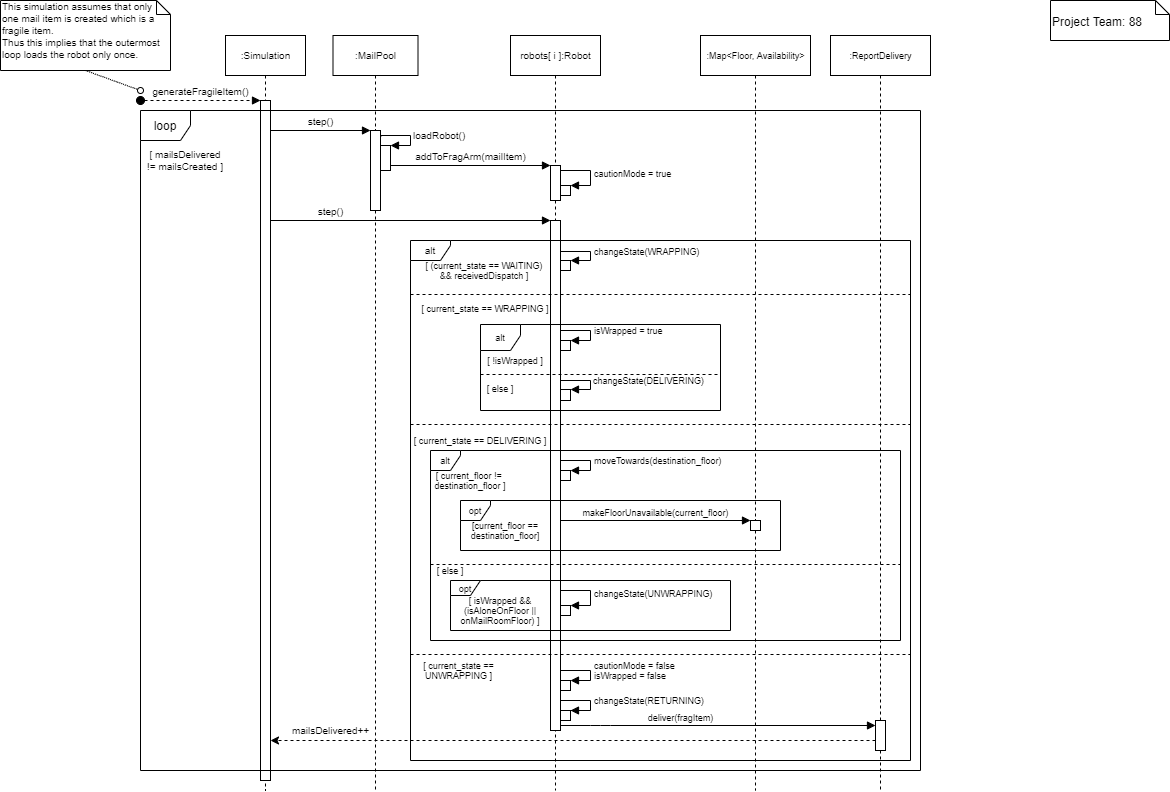 This simulation assumes that only
one mail item is created which is a
fragile item.
Thus this implies that the outermost
loop loads the robot only once.
Project Team: 88
:Simulation
:MailPool
robots[ i ]:Robot
:Map<Floor, Availability>
:ReportDelivery
generateFragileItem()
loop
[ mailsDelivered
!= mailsCreated ]
step()
loadRobot()
addToFragArm(mailItem)
cautionMode = true
step()
alt
[ (current_state == WAITING)
&& receivedDispatch ]
changeState(WRAPPING)
[ current_state == WRAPPING ]
alt
[ !isWrapped ]
isWrapped = true
[ else ]
changeState(DELIVERING)
[ current_state == DELIVERING ]
alt
[ current_floor !=
destination_floor ]
moveTowards(destination_floor)
opt
[current_floor ==
destination_floor]
makeFloorUnavailable(current_floor)
[ else ]
opt
[ isWrapped &&
(isAloneOnFloor ||
onMailRoomFloor) ]
changeState(UNWRAPPING)
[ current_state ==
UNWRAPPING ]
cautionMode = false
isWrapped = false
changeState(RETURNING)
deliver(fragItem)
mailsDelivered++